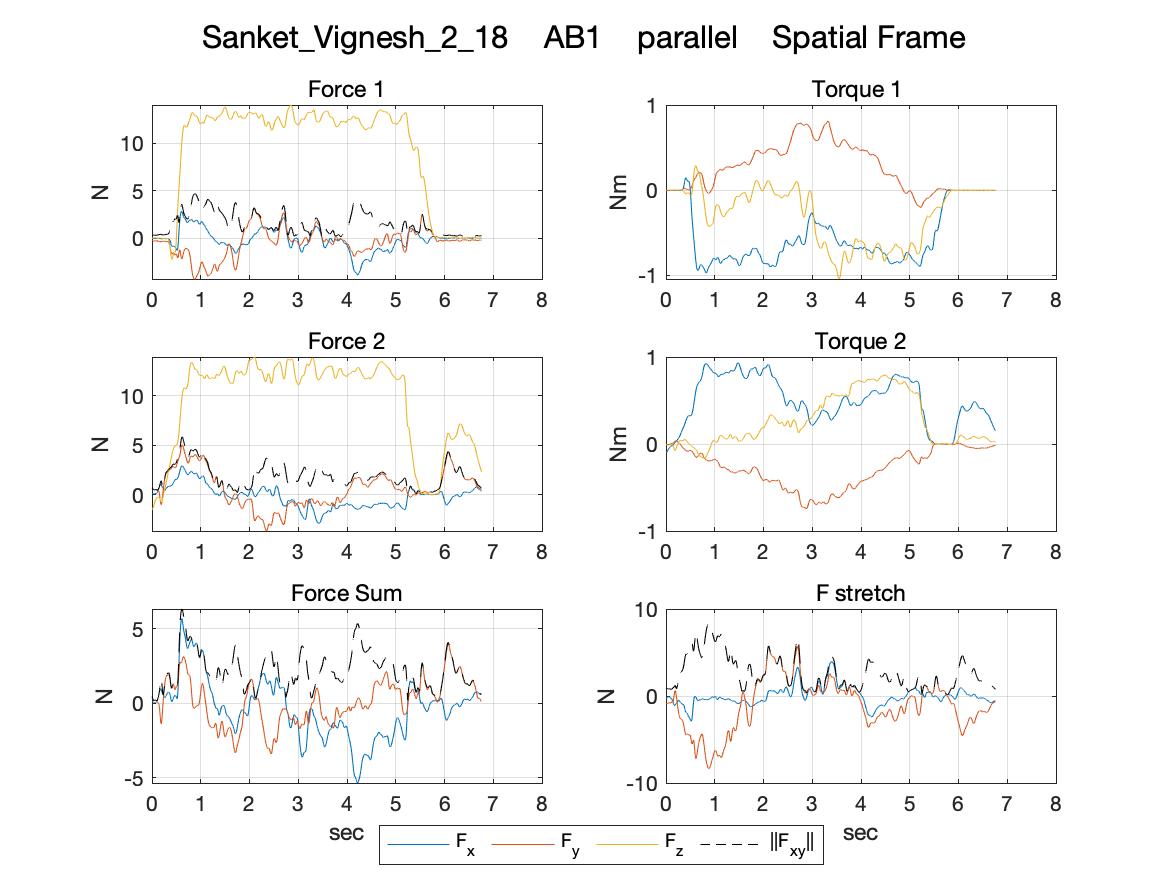 Sanket_Vignesh_2_18 AB1 parallel Spatial Frame
Force 1
N
10
5
0
0 1 2 3 4 5 6 7 8
Torque 1
Nm
1
0
-1
0 1 2 3 4 5 6 7 8
Force 2
N
10
5
0
0 1 2 3 4 5 6 7 8
Torque 2
Nm
1
0
-1
0 1 2 3 4 5 6 7 8
Force Sum
N
5
0
-5
0 1 2 3 4 5 6 7 8
sec
F stretch
N
10
0
-10
0 1 2 3 4 5 6 7 8
sec
F_x F_y F_z ||F_xy||